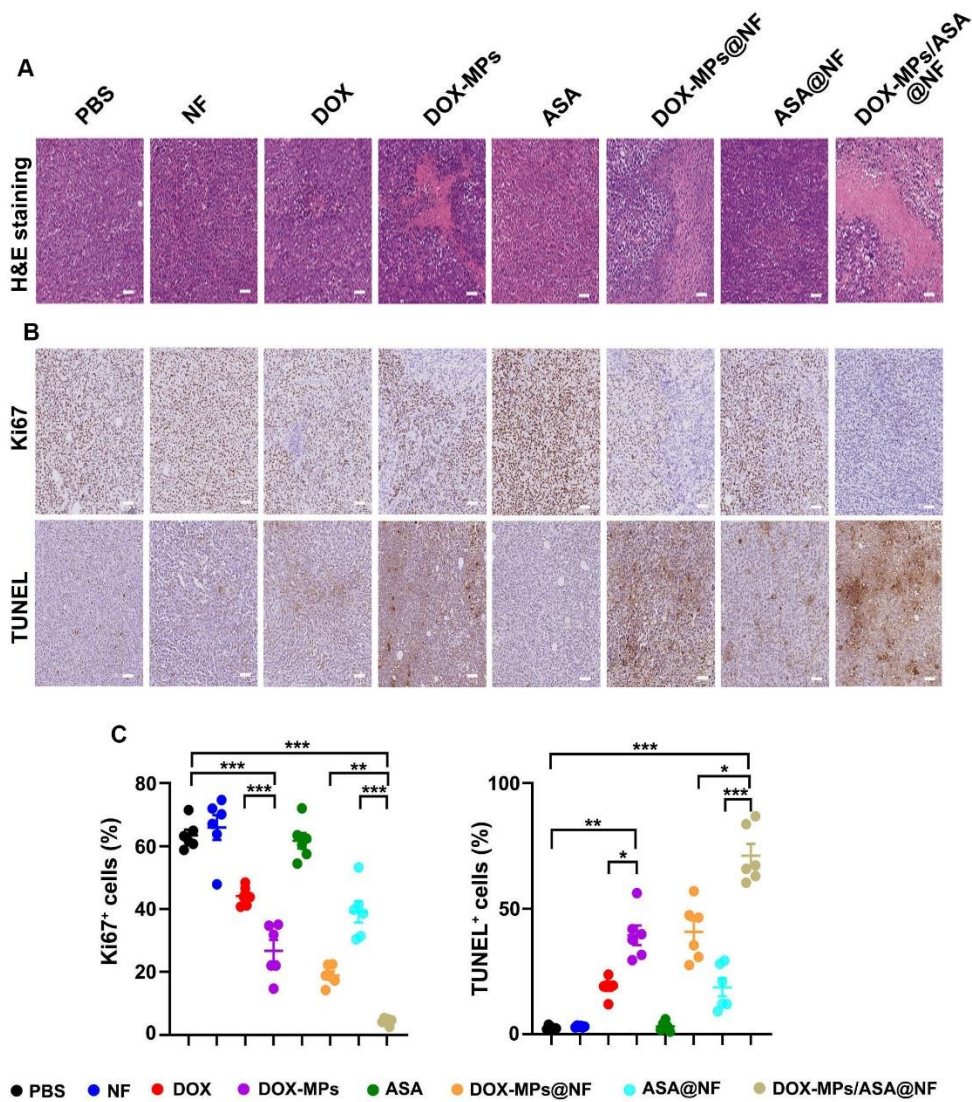 A
PBS
NF
DOX
DOX-MPs
ASA
DOX-MPs@NF
ASA@NF
DOX-MPs/ASA
@NF
H&E staining
B
Ki67
TUNEL
C
***
***
**
***
***
80
60
40
20
0
Ki67+ cells (%)
***
*
**
***
*
100
50
0
TUNEL+ cells (%)
PBS NF DOX DOX-MPs ASA DOX-MPs@NF ASA@NF DOX-MPs/ASA@NF